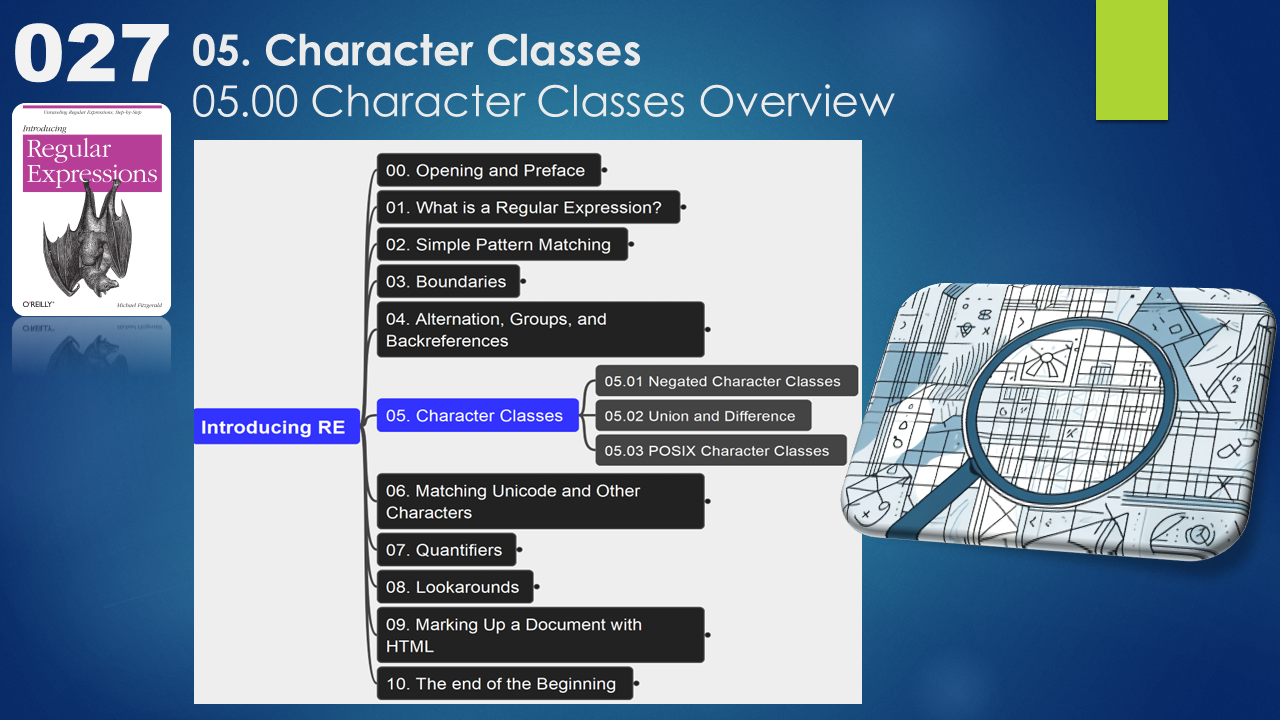 027
05. Character Classes
05.00 Character Classes Overview
Unraveling Regular Expressions, Step-by-Step
Introducing
Regular
Expressions
O'REILLY
Michael Fitzgerald
Introducing RE
00. Opening and Preface
01. What is a Regular Expression?
02. Simple Pattern Matching
03. Boundaries
04. Alternation, Groups, and
Backreferences
05. Character Classes
05.01 Negated Character Classes
05.02 Union and Difference
05.03 POSIX Character Classes
06. Matching Unicode and Other
Characters
07. Quantifiers
08. Lookarounds
09. Marking Up a Document with
HTML
10. The end of the Beginning